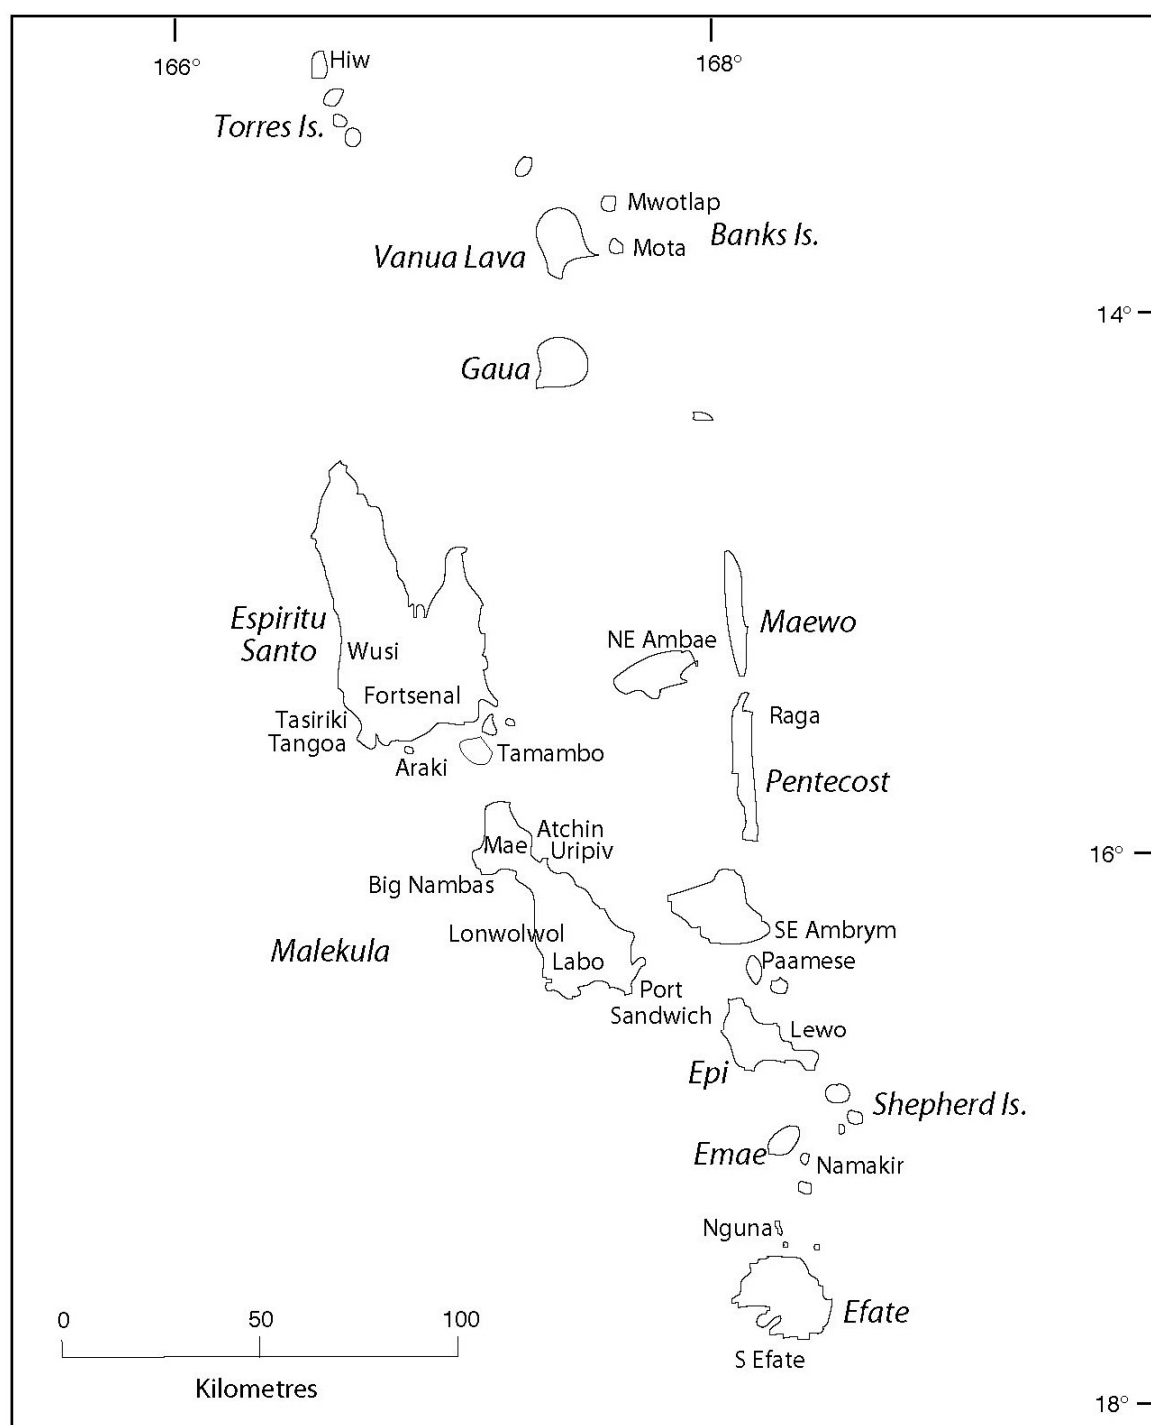 166°
168°
Hiw
Torres Is.
Mwotlap
Banks Is.
Mota
Vanua Lava
14°
Gaua
Espiritu
Santo
Maewo
NE Ambae
Wusi
Fortsenal
Raga
Tasiriki
Tangoa
Tamambo
Araki
Pentecost
Atchin
Mae
Uripiv
16°
Big Nambas
Lonwolwol
SE Ambrym
Malekula
Labo
Paamese
Port
Sandwich
Lewo
Epi
Shepherd Is.
Emae
Namakir
Nguna
Efate
0 50 100
S Efate
Kilometres
18°